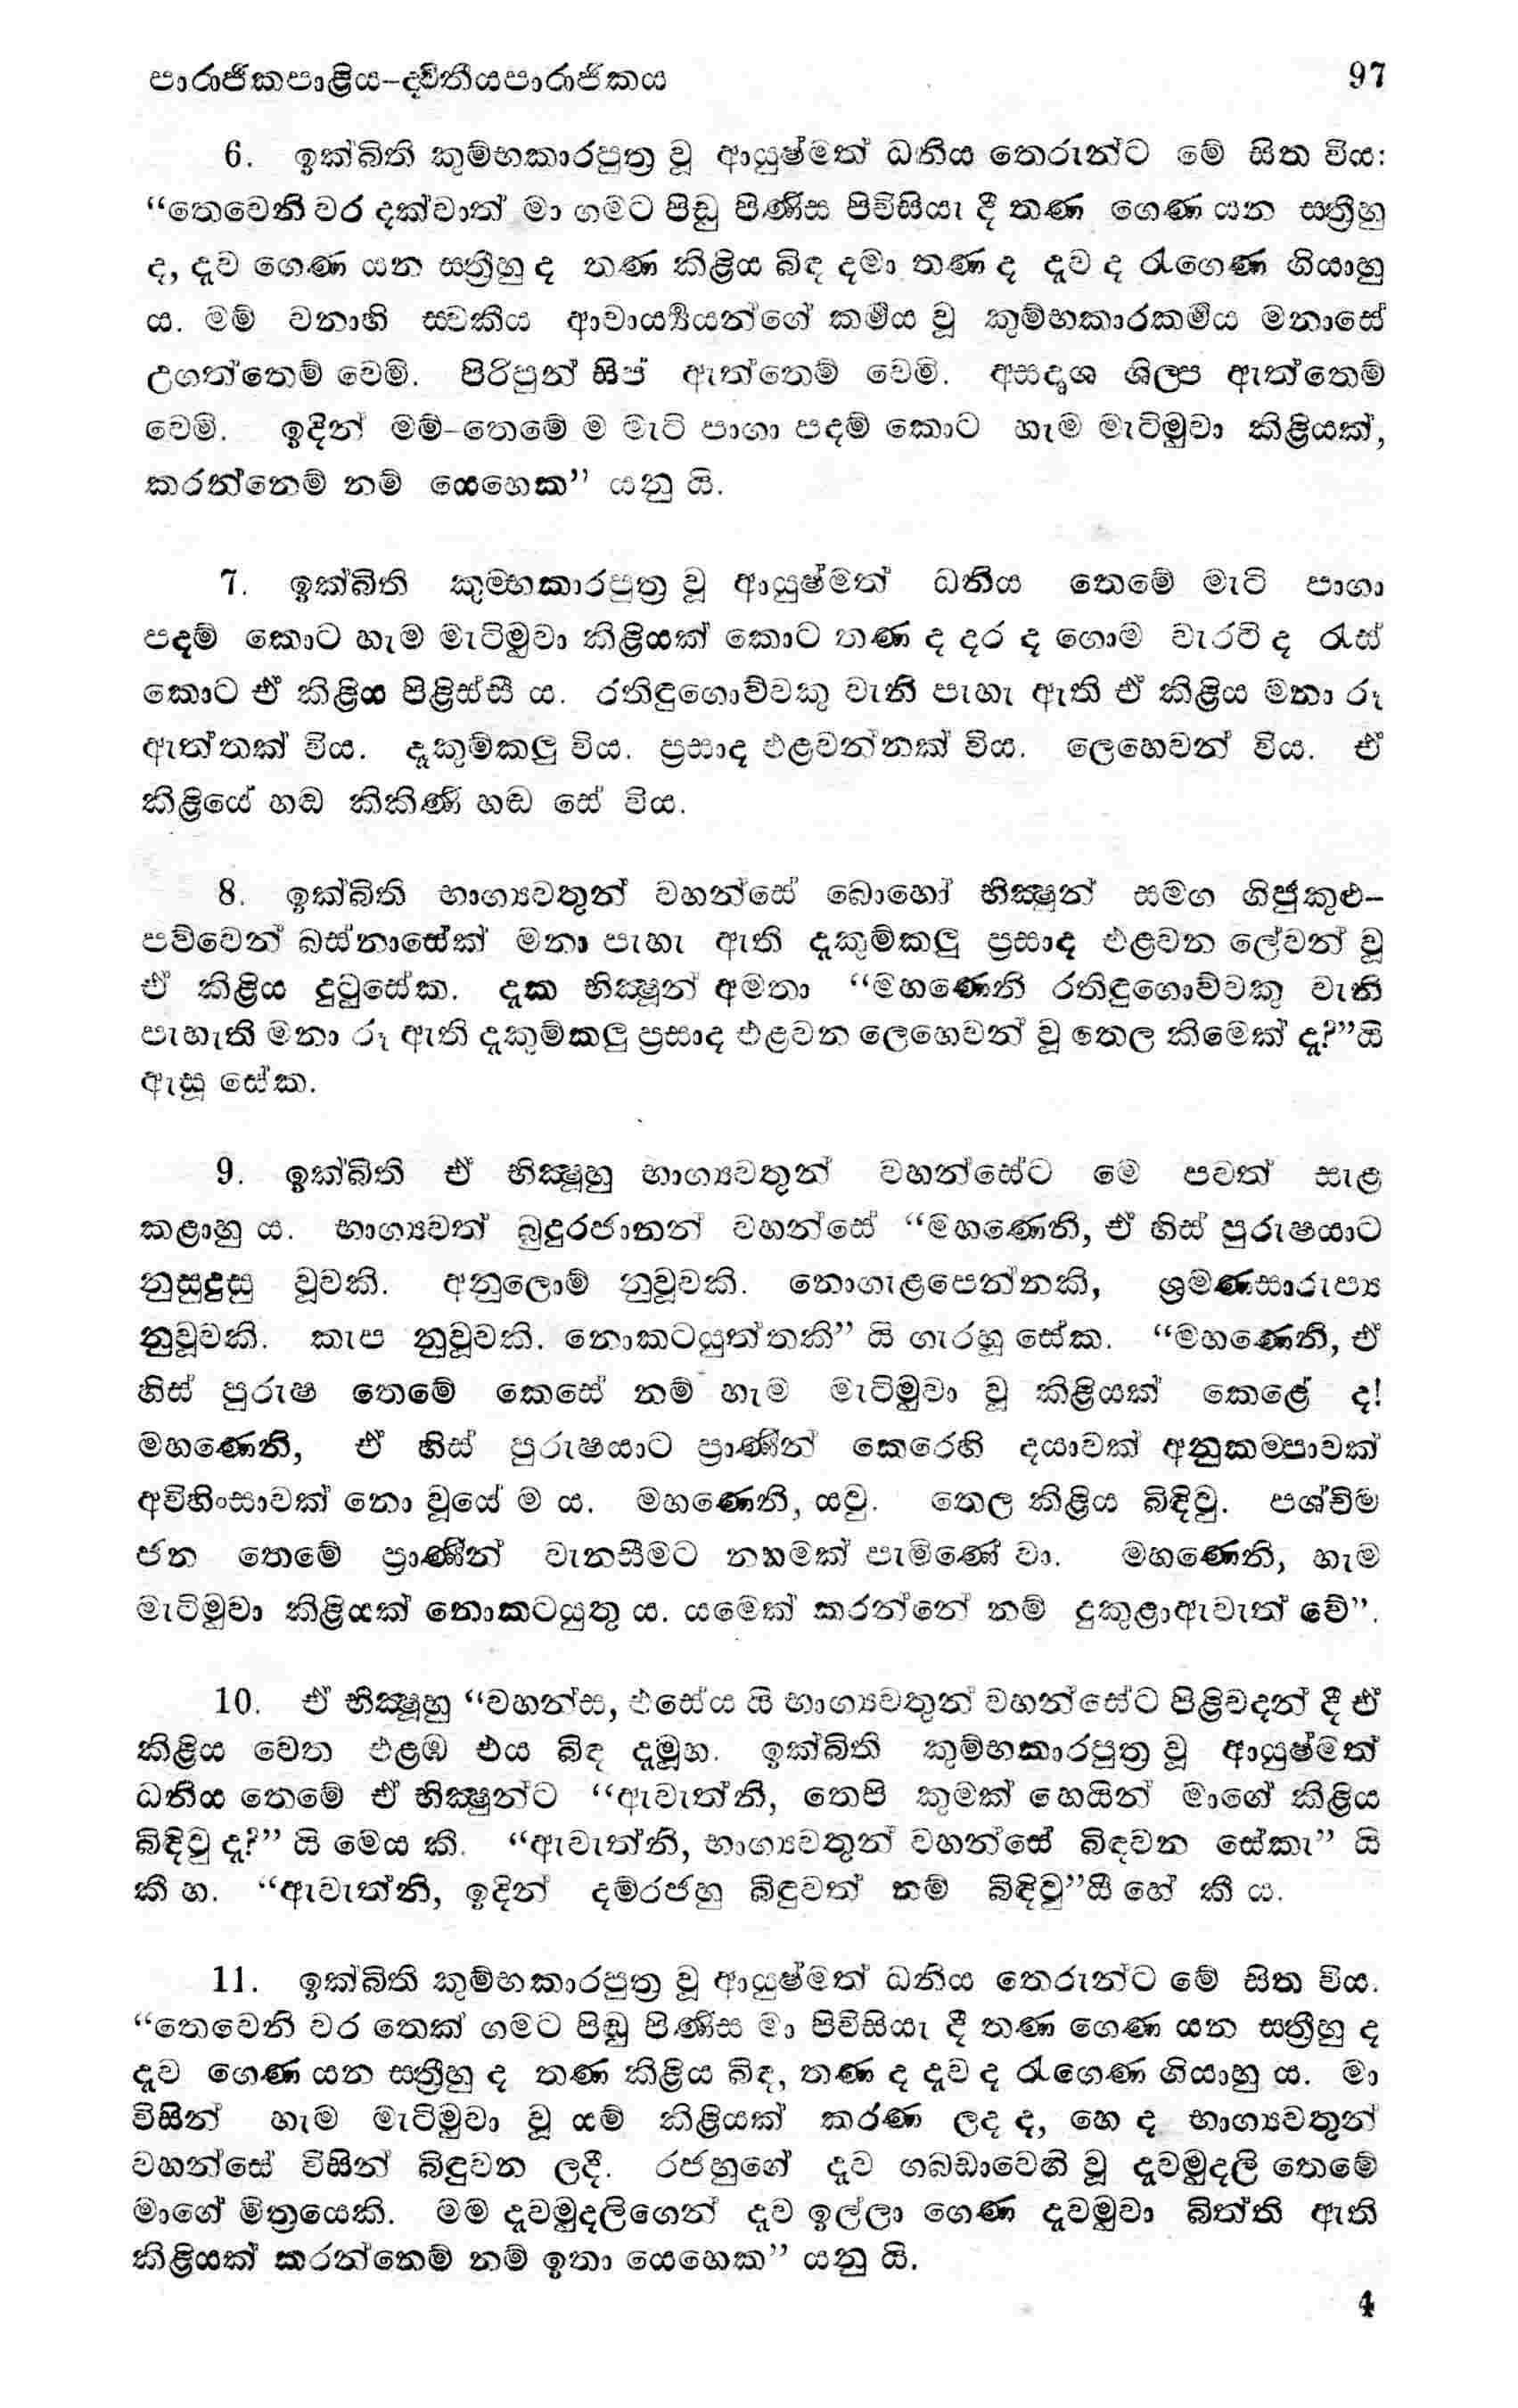 පාරාජිකපාළිය–ද්විතීයපාරාජිකය 97
6. ඉක්බිති කුම්භකාරපුත්‍ර වූ ආයුෂ්මත් ධනිය තෙරුන්ට මේ සිත විය:
“තෙවෙනි වර දක්වාත් මා ගමට පිඬු පිණිස පිවිසියැ දී තණ ගෙණ යන ස්ත්‍රීහු
ද, දැව ගෙණ යන ස්ත්‍රීහු ද තණ කිළිය බිඳ දමා තණ ද දැව ද රැගෙණ ගියාහු
ය. මම් වනාහි ස්වකීය ආචාර්‍ය්‍යයන්ගේ කර්‍මය වූ කුම්භකාරකර්‍මය මනාසේ
උගත්තෙම් වෙමි. පිරිපුන් සිප් ඇත්තෙම් වෙමි. අසදෘශ ශිල්ප ඇත්තෙම්
වෙමි. ඉදින් මම්–තෙමේ ම මැටි පාගා පදම් කොට හැම මැටිමුවා කිළියක්,
කරන්නෙම් නම් යෙහෙක” යනු යි.
7. ඉක්බිති කුම්භකාරපුත්‍ර වූ ආයුෂ්මත් ධනිය තෙමේ මැටි පාගා
පදම් කොට හැම මැටිමුවා කිළියක් කොට තණ ද දර ද ගොම වැරටි ද රැස්
කොට ඒ කිළිය පිළිස්සී ය. රතිඳුගොව්වකු වැනි පැහැ ඇති ඒ කිළිය මනා රූ
ඇත්තක් විය. දැකුම්කලු විය. ප්‍රසාද එළවන්නක් විය. ලෙහෙවන් විය. ඒ
කිළියේ හඬ කිකිණි හඬ සේ විය.
8. ඉක්බිති භාග්‍යවතුන් වහන්සේ බොහෝ භික්‍ෂූන් සමග ගිජුකුළු–
පව්වෙන් බස්නාසේක් මනා පැහැ ඇති දැකුම්කලු ප්‍රසාද එළවන ලේවන් වූ
ඒ කිළිය දුටුසේක. දැක භික්‍ෂූන් අමතා “මහණෙනි රතිඳුගොව්වකු වැනි
පැහැති මනා රූ ඇති දැකුම්කලු ප්‍රසාද එළවන ලෙහෙවන් වූ තෙල කිමෙක් ද?”යි
ඇසූ සේක.
9. ඉක්බිති ඒ භික්‍ෂූහු භාග්‍යවතුන් වහන්සේට මෙ පවත් සැළ
කළාහු ය. භාග්‍යවත් බුදුරජානන් වහන්සේ “මහණෙනි, ඒ හිස් පුරුෂයාට
නුසුදුසු වූවකි. අනුලොම් නුවූවකි. නොගැළපෙන්නකි, ශ්‍රමණසාරුප්‍ය
නුවූවකි. කැප නුවූවකි. නොකටයුත්තකි” යි ගැරහූ සේක. “මහණෙනි, ඒ
හිස් පුරුෂ තෙමේ කෙසේ නම් හැම මැටිමුවා වූ කිළියක් කෙළේ ද!
මහණෙනි, ඒ හිස් පුරුෂයාට ප්‍රාණීන් කෙරෙහි දයාවක් අනුකම්පාවක්
අවිහිංසාවක් නො වූයේ ම ය. මහණෙනි, යවු. තෙල කිළිය බිඳිවු. පශ්චිම
ජන තෙමේ ප්‍රාණීන් වැනසීමට නහමක් පැමිණේ වා. මහණෙනි, හැම
මැටිමුවා කිළියක් නොකටයුතු ය. යමෙක් කරන්නේ නම් දුකුළාඇවැත් වේ”.
10. ඒ භික්‍ෂූහු “වහන්ස, එසේය යි භාග්‍යවතුන් වහන්සේට පිළිවදන් දී ඒ
කිළිය වෙත එළඹ එය බිඳ දැමූහ. ඉක්බිති කුම්භකාරපුත්‍ර වූ ආයුෂ්මත්
ධනිය තෙමේ ඒ භික්‍ෂූන්ට “ඇවැත්නි, තෙපි කුමක් හෙයින් මාගේ කිළිය
බිඳිවු ද?” යි මෙය කී. “ඇවැත්නි, භාග්‍යවතුන් වහන්සේ බිඳවන සේකැ” යි
කී හ. “ඇවැත්නි, ඉදින් දම්රජහු බිඳුවත් නම් බිඳිවු”යී හේ කී ය.
11. ඉක්බිති කුම්භකාරපුත්‍ර වූ ආයුෂ්මත් ධනිය තෙරුන්ට මේ සිත විය.
“තෙවෙනි වර තෙක් ගමට පිඬු පිණිස මා පිවිසියැ දී තණ ගෙණ යන ස්ත්‍රීහු ද
දැව ගෙණ යන ස්ත්‍රීහු ද තණ කිළිය බිඳ, තණ ද දැව ද රැගෙණ ගියාහු ය. මා
විසින් හැම මැටිමුවා වූ යම් කිළියක් කරණ ලද ද, හෙ ද භාග්‍යවතුන්
වහන්සේ විසින් බිඳුවන ලදී. රජහුගේ දැව ගබඩාවෙහි වූ දැවමුදලි තෙමේ
මාගේ මිත්‍රයෙකි. මම දැවමුදලිගෙන් දැව ඉල්ලා ගෙණ දැවමුවා බිත්ති ඇති
කිළියක් කරන්නෙම් නම් ඉතා යෙහෙක” යනු යි.
4